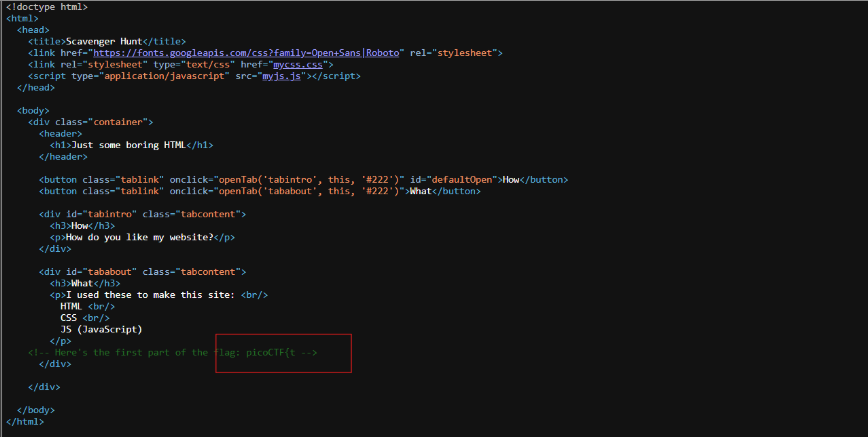 <!doctype html>
<html>
<head>
<title>Scavenger Hunt</title>
<link href="https://fonts.googleapis.com/css?family=Open+Sans|Roboto" rel="stylesheet">
<link rel="stylesheet" type="text/css" href="mycss.css">
<script type="application/javascript" src="myjs.js"></script>
</head>
<body>
<div class="container">
<header>
<h1>Just some boring HTML</h1>
</header>
<button class="tablink" onclick="openTab('tabintro', this, '#222')" id="defaultOpen">How</button>
<button class="tablink" onclick="openTab('tababout', this, '#222')">What</button>
<div id="tabintro" class="tabcontent">
<h3>How</h3>
<p>How do you like my website?</p>
</div>
<div id="tababout" class="tabcontent">
<h3>What</h3>
<p>I used these to make this site: <br/>
HTML <br/>
CSS <br/>
JS (JavaScript)
</p>
<!-- Here's the first part of the flag: picoCTF{t -->
</div>
</div>
</body>
</html>